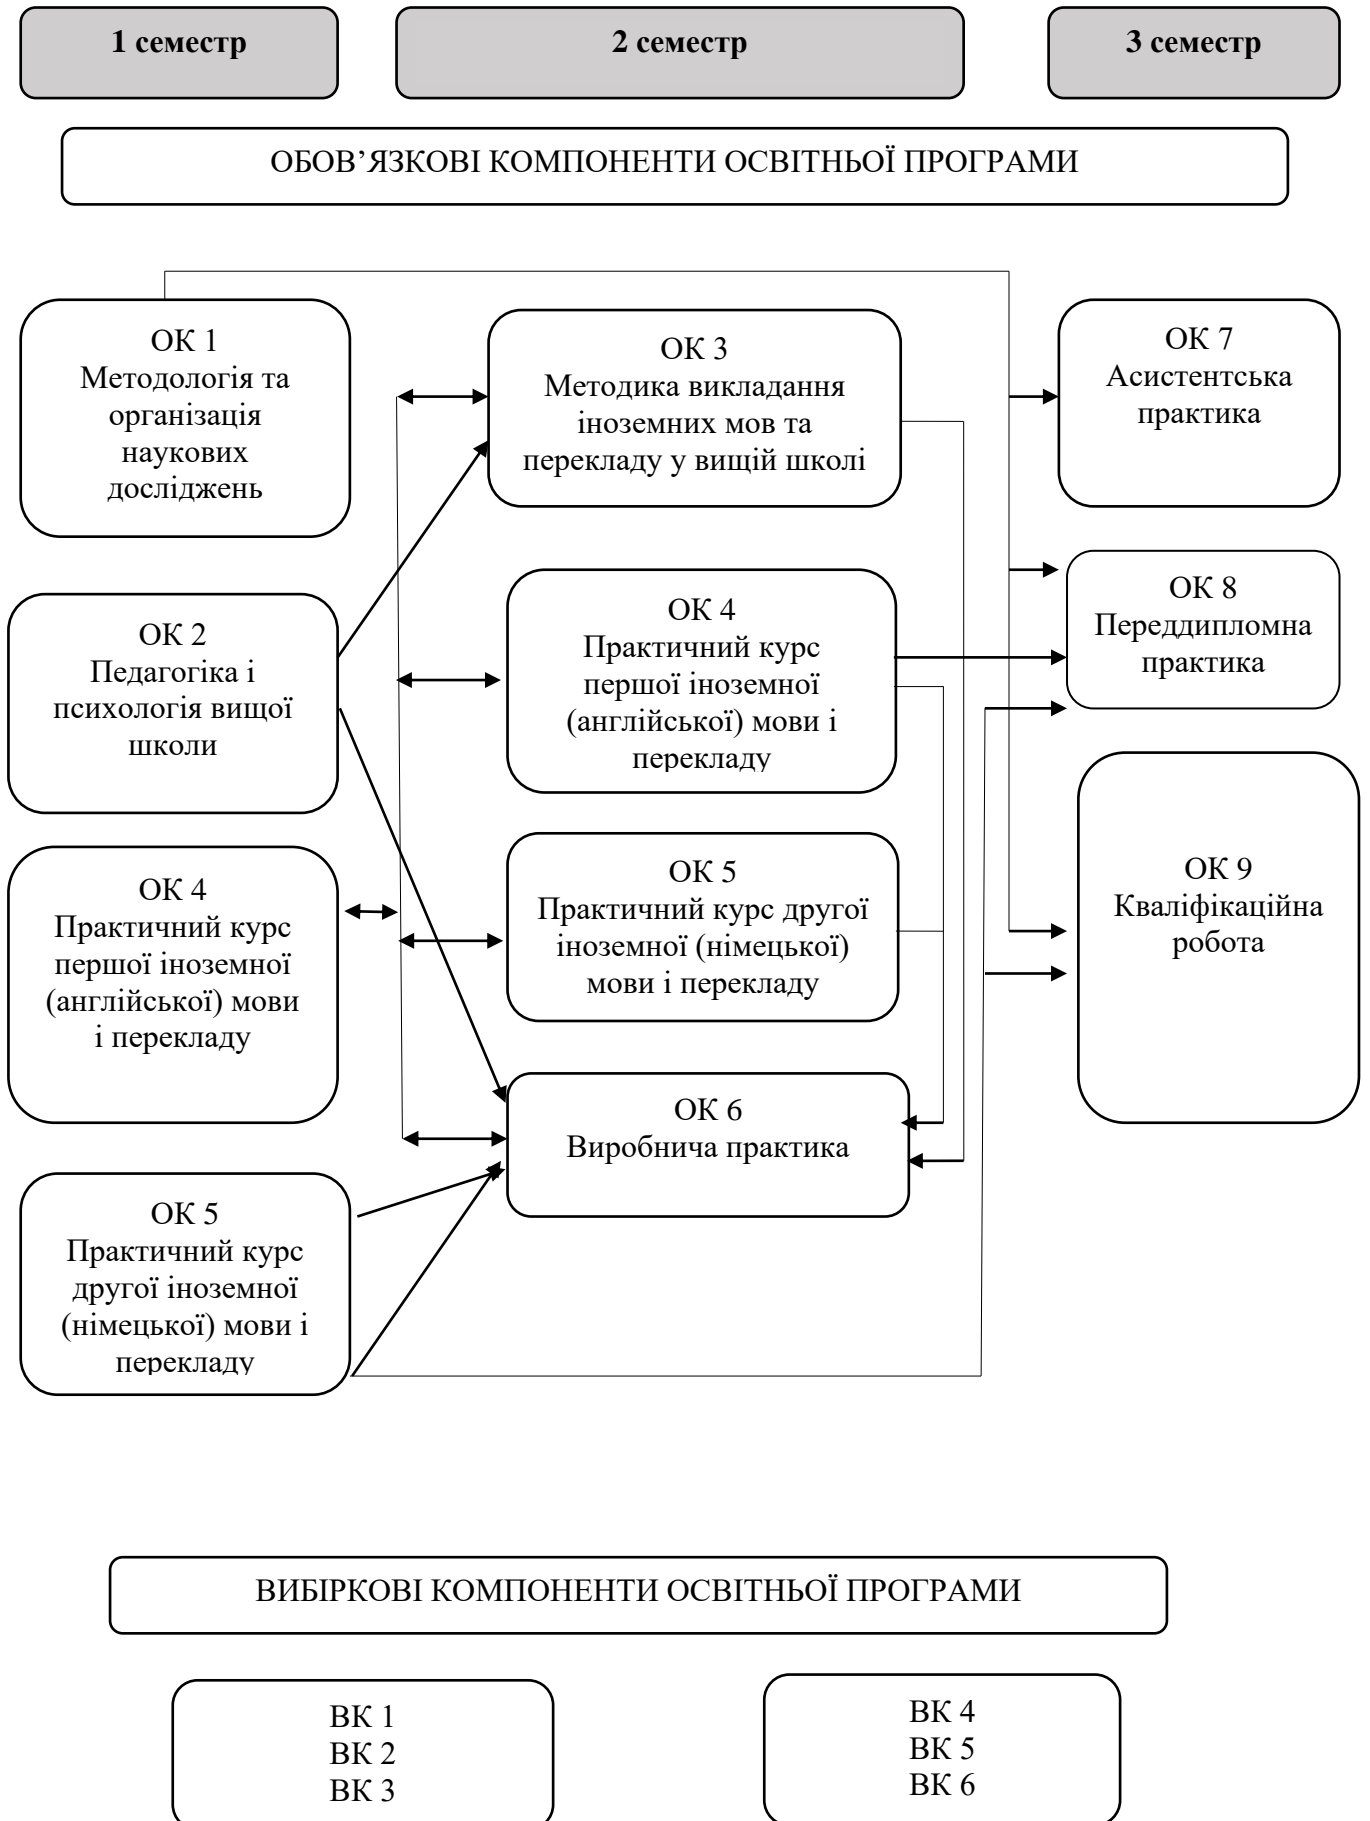 1 семестр
2 семестр
3 семестр
ОБОВ’ЯЗКОВІ КОМПОНЕНТИ ОСВІТНЬОЇ ПРОГРАМИ
ОК 1
Методологія та
організація
наукових
досліджень
ОК 2
Педагогіка і
психологія вищої
школи
ОК 4
Практичний курс
першої іноземної
(англійської) мови
і перекладу
ОК 5
Практичний курс
другої іноземної
(німецької) мови і
перекладу
ОК 3
Методика викладання
іноземних мов та
перекладу у вищій школі
ОК 4
Практичний курс
першої іноземної
(англійської) мови і
перекладу
ОК 5
Практичний курс другої
іноземної (німецької)
мови і перекладу
ОК 6
Виробнича практика
ОК 7
Асистентська
практика
ОК 8
Переддипломна
практика
ОК 9
Кваліфікаційна
робота
ВИБІРКОВІ КОМПОНЕНТИ ОСВІТНЬОЇ ПРОГРАМИ
ВК 1
ВК 2
ВК 3
ВК 4
ВК 5
ВК 6